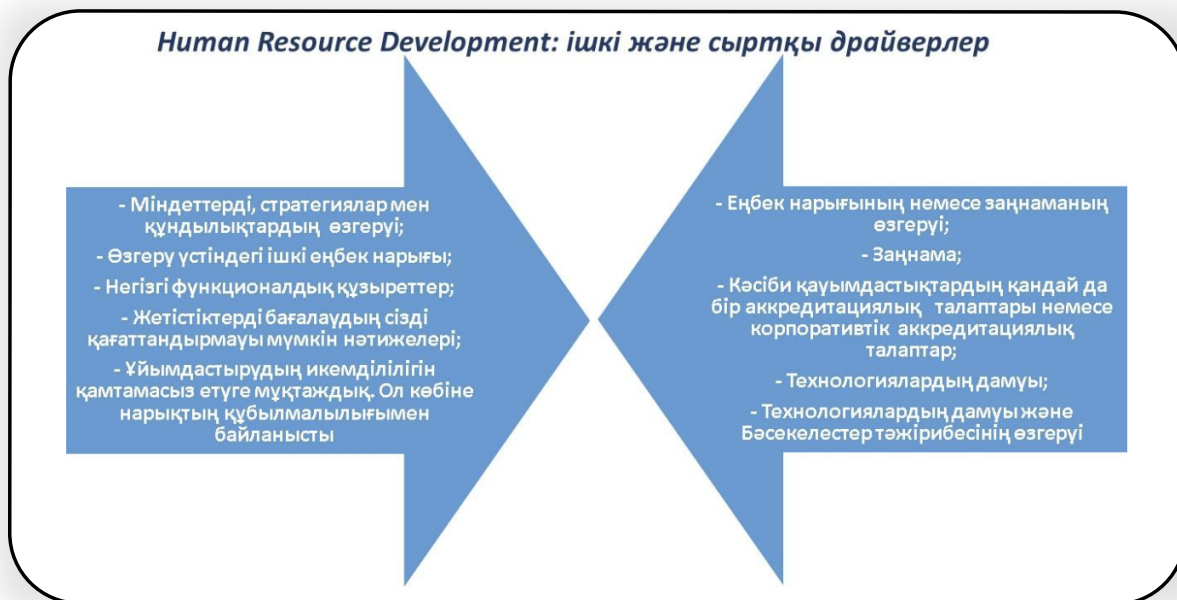 Human Resource Development: ішкі және сыртқы драйверлер
- Міндеттерді, стратегиялар мен
құндылықтардың өзгеруі;
- Өзгеру үстіндегі ішкі еңбек нарығы;
- Негізгі функционалдық құзыреттер;
- Жетістіктерді бағалаудың сізді
қағаттандырмауы мүмкін нәтижелері;
- Ұйымдастырудың икемділілігін
қамтамасыз етуге мұқтаждық. Ол көбіне
нарықтың құбылмалылығымен
байланысты
- Еңбек нарығының немесе заңнаманың
өзгеруі;
- Заңнама;
- Кәсіби қауымдастықтардың қандай да
бір аккредитациялық талаптары немесе
корпоративтік аккредитациялық
талаптар;
- Технологиялардың дамуы;
- Технологиялардың дамуы және
Бәсекелестер тәжірибесінің өзгеруі